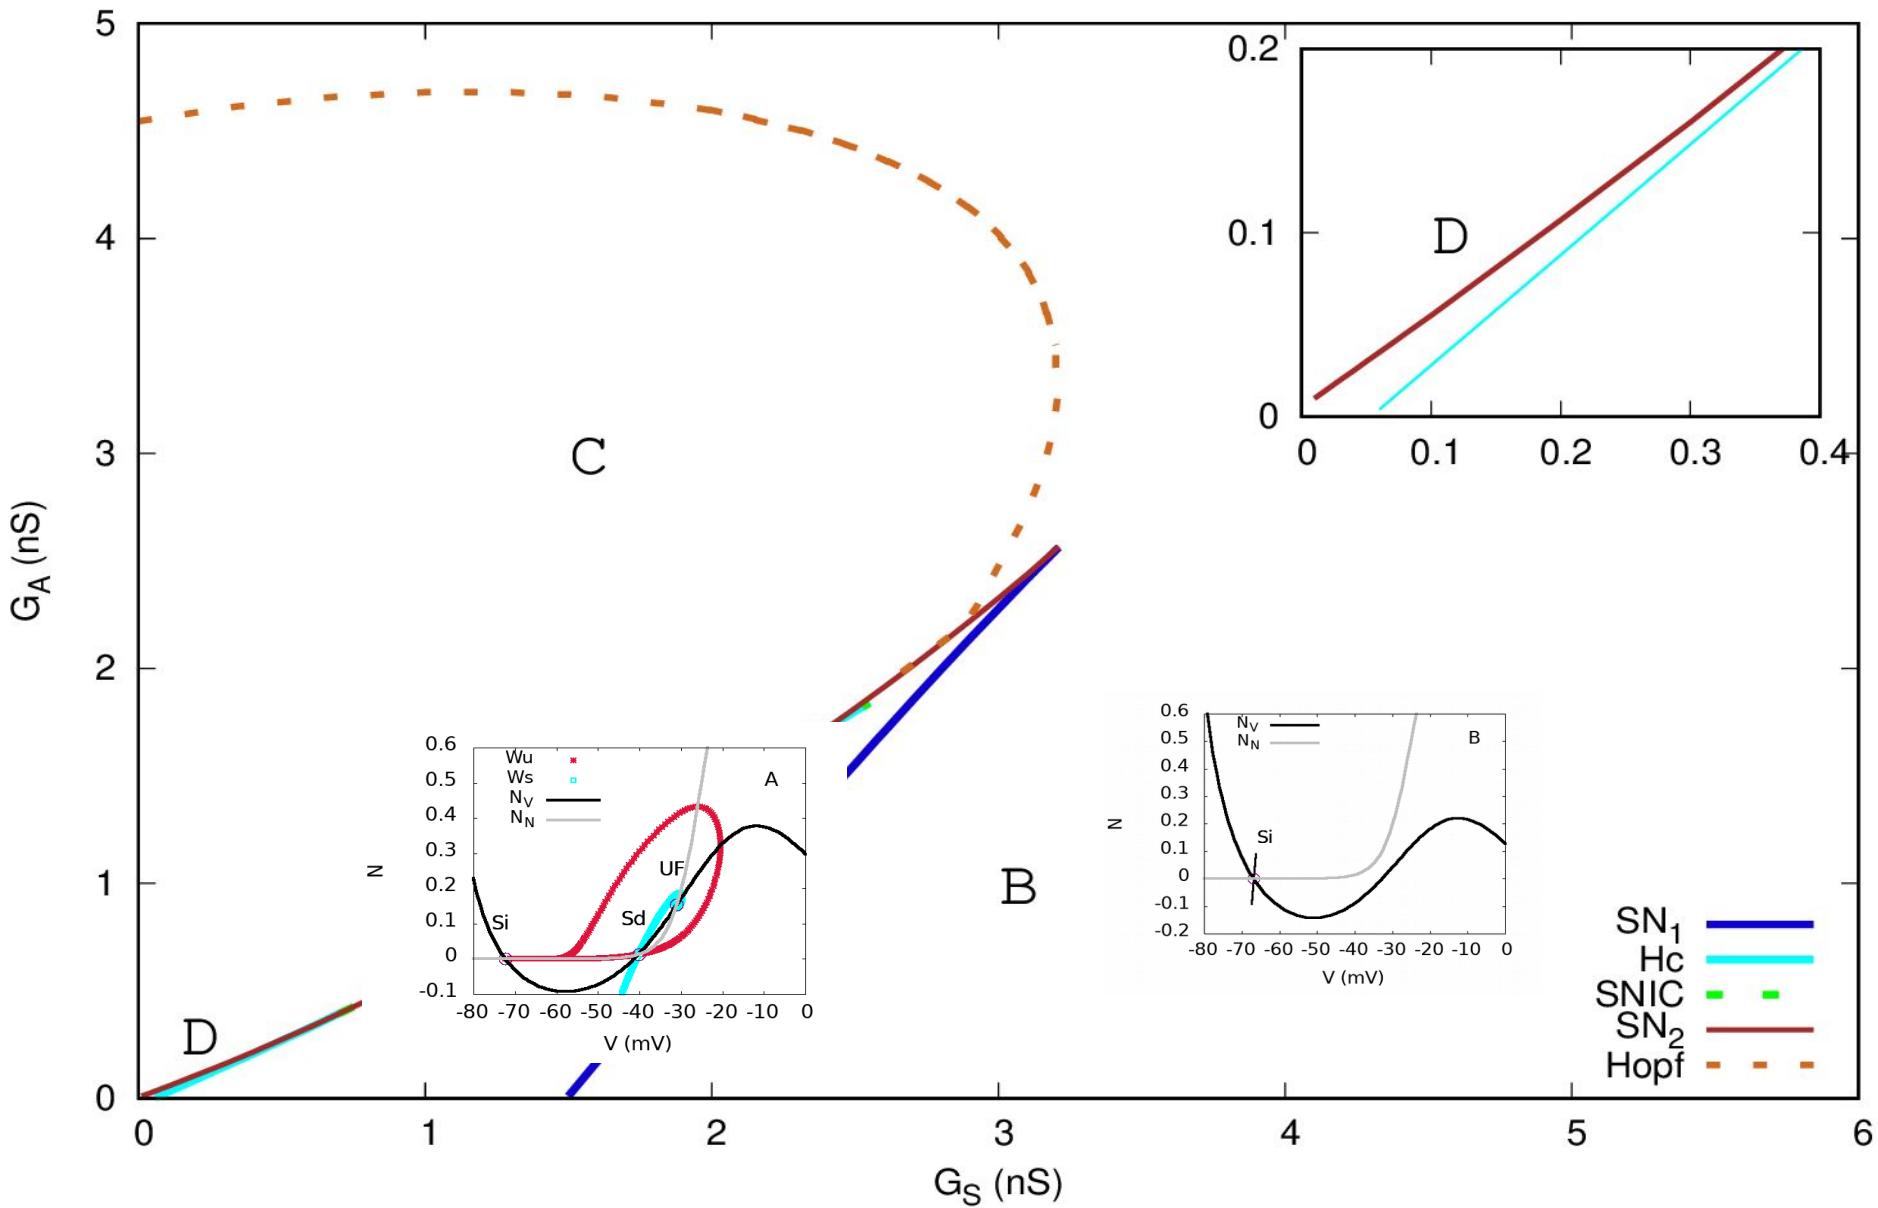 5
4
3
2
1
0
0 1 2 3 4 5 6
G_A (nS)
G_S (nS)
C
B
D
0.2
0.1
0
0 0.1 0.2 0.3 0.4
D
0.6
0.5
0.4
0.3
0.2
0.1
0
-0.1
-80 -70 -60 -50 -40 -30 -20 -10 0
N
V (mV)
Wu
Ws
N_V
N_N
A
UF
Sd
Si
0.6
0.5
0.4
0.3
0.2
0.1
0
-0.1
-0.2
-80 -70 -60 -50 -40 -30 -20 -10 0
N
V (mV)
N_V
N_N
B
Si
SN_1
Hc
SNIC
SN_2
Hopf